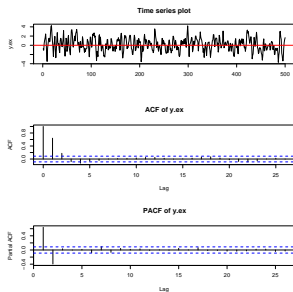 Time series plot
y.ex
-4 0 2 4
0 100 200 300 400 500
ACF of y.ex
ACF
0.0 0.4 0.8
0 5 10 15 20 25
Lag
PACF of y.ex
Partial ACF
-0.4 0.0 0.4
0 5 10 15 20 25
Lag